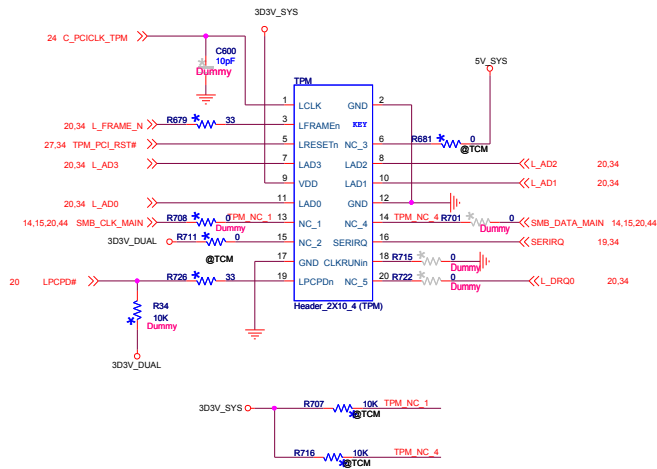 3D3V_SYS
24 C_PCICLK_TPM
C600
10pF
Dummy
5V_SYS
TPM
1 LCLK GND 2
20,34 L_FRAME_N R679 33 3 LFRAMEn KEY
27,34 TPM_PCI_RST# 5 LRESETn NC_3 6 R681 0
@TCM
20,34 L_AD3 7 LAD3 LAD2 8 L_AD2 20,34
9 VDD LAD1 10 L_AD1 20,34
20,34 L_AD0 11 LAD0 GND 12
14,15,20,44 SMB_CLK_MAIN R708 0 TPM_NC_1 13 NC_1 NC_4 14 TPM_NC_4 R701 0 SMB_DATA_MAIN 14,15,20,44
Dummy Dummy
3D3V_DUAL R711 0 15 NC_2 SERIRQ 16 SERIRQ 19,34
@TCM
17 GND CLKRUNin 18 R715 0
Dummy
20 LPCPD# R726 33 19 LPCPDn NC_5 20 R722 0 L_DRQ0 20,34
Dummy
Header_2X10_4 (TPM)
R34
10K
Dummy
3D3V_DUAL
3D3V_SYS R707 10K TPM_NC_1
@TCM
R716 10K TPM_NC_4
@TCM